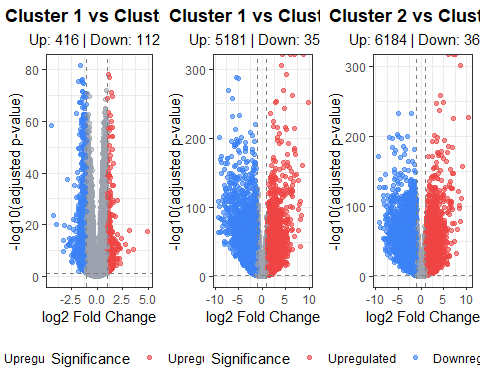 Cluster 1 vs Clust Cluster 1 vs Clust Cluster 2 vs Clust
Up: 416 | Down: 112 Up: 5181 | Down: 35 Up: 6184 | Down: 36
-log10(adjusted p-value)
80
60
40
20
0
-2.5 0.0 2.5 5.0
log2 Fold Change
-log10(adjusted p-value)
300
200
100
0
-10 -5 0 5 10
log2 Fold Change
-log10(adjusted p-value)
300
200
100
0
-10 -5 0 5 10
log2 Fold Change
Upregu Significance Upregu Significance Upregulated Downreg